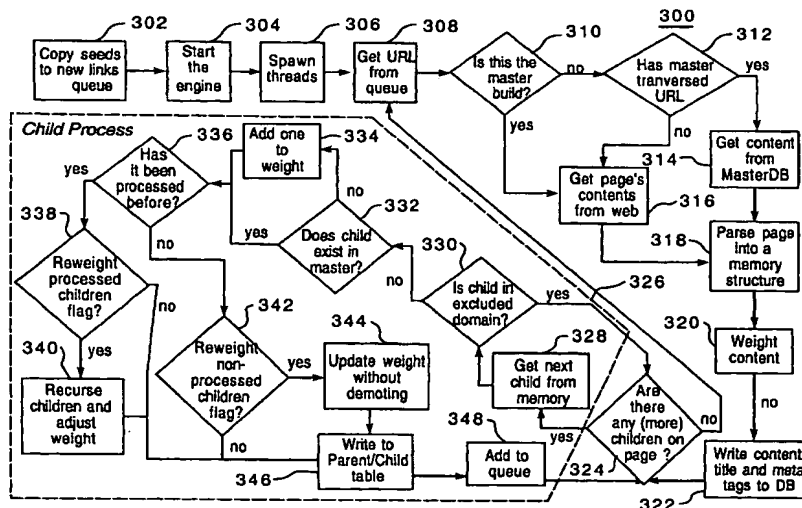 302
Copy seeds
to new links
queue
304
Start
the
engine
306
Spawn
threads
308
Get URL
from
queue
310
Is this the
master
build?
no
yes
300
312
Has master
tranversed
URL
yes
no
314
Get content
from
MasterDB
Get page's
contents
from web
316
318
Parse page
into a
memory
structure
320
Weight
content
no
Write content
title and meta
tags to DB
322
Child Process
336
Has
it been
processed
before?
yes
no
Add one
to
weight
334
no
332
Does child
exist in
master?
yes
330
Is child in
excluded
domain?
no
yes
326
338
Reweight
processed
children
flag?
no
yes
340
Recurse
children and
adjust
weight
342
Reweight
non-
processed
children
flag?
yes
no
344
Update weight
without
demoting
Write to
Parent/Child
table
346
328
Get next
child from
memory
348
Add to
queue
Are
there
any (more)
children on
page ?
no
yes
324